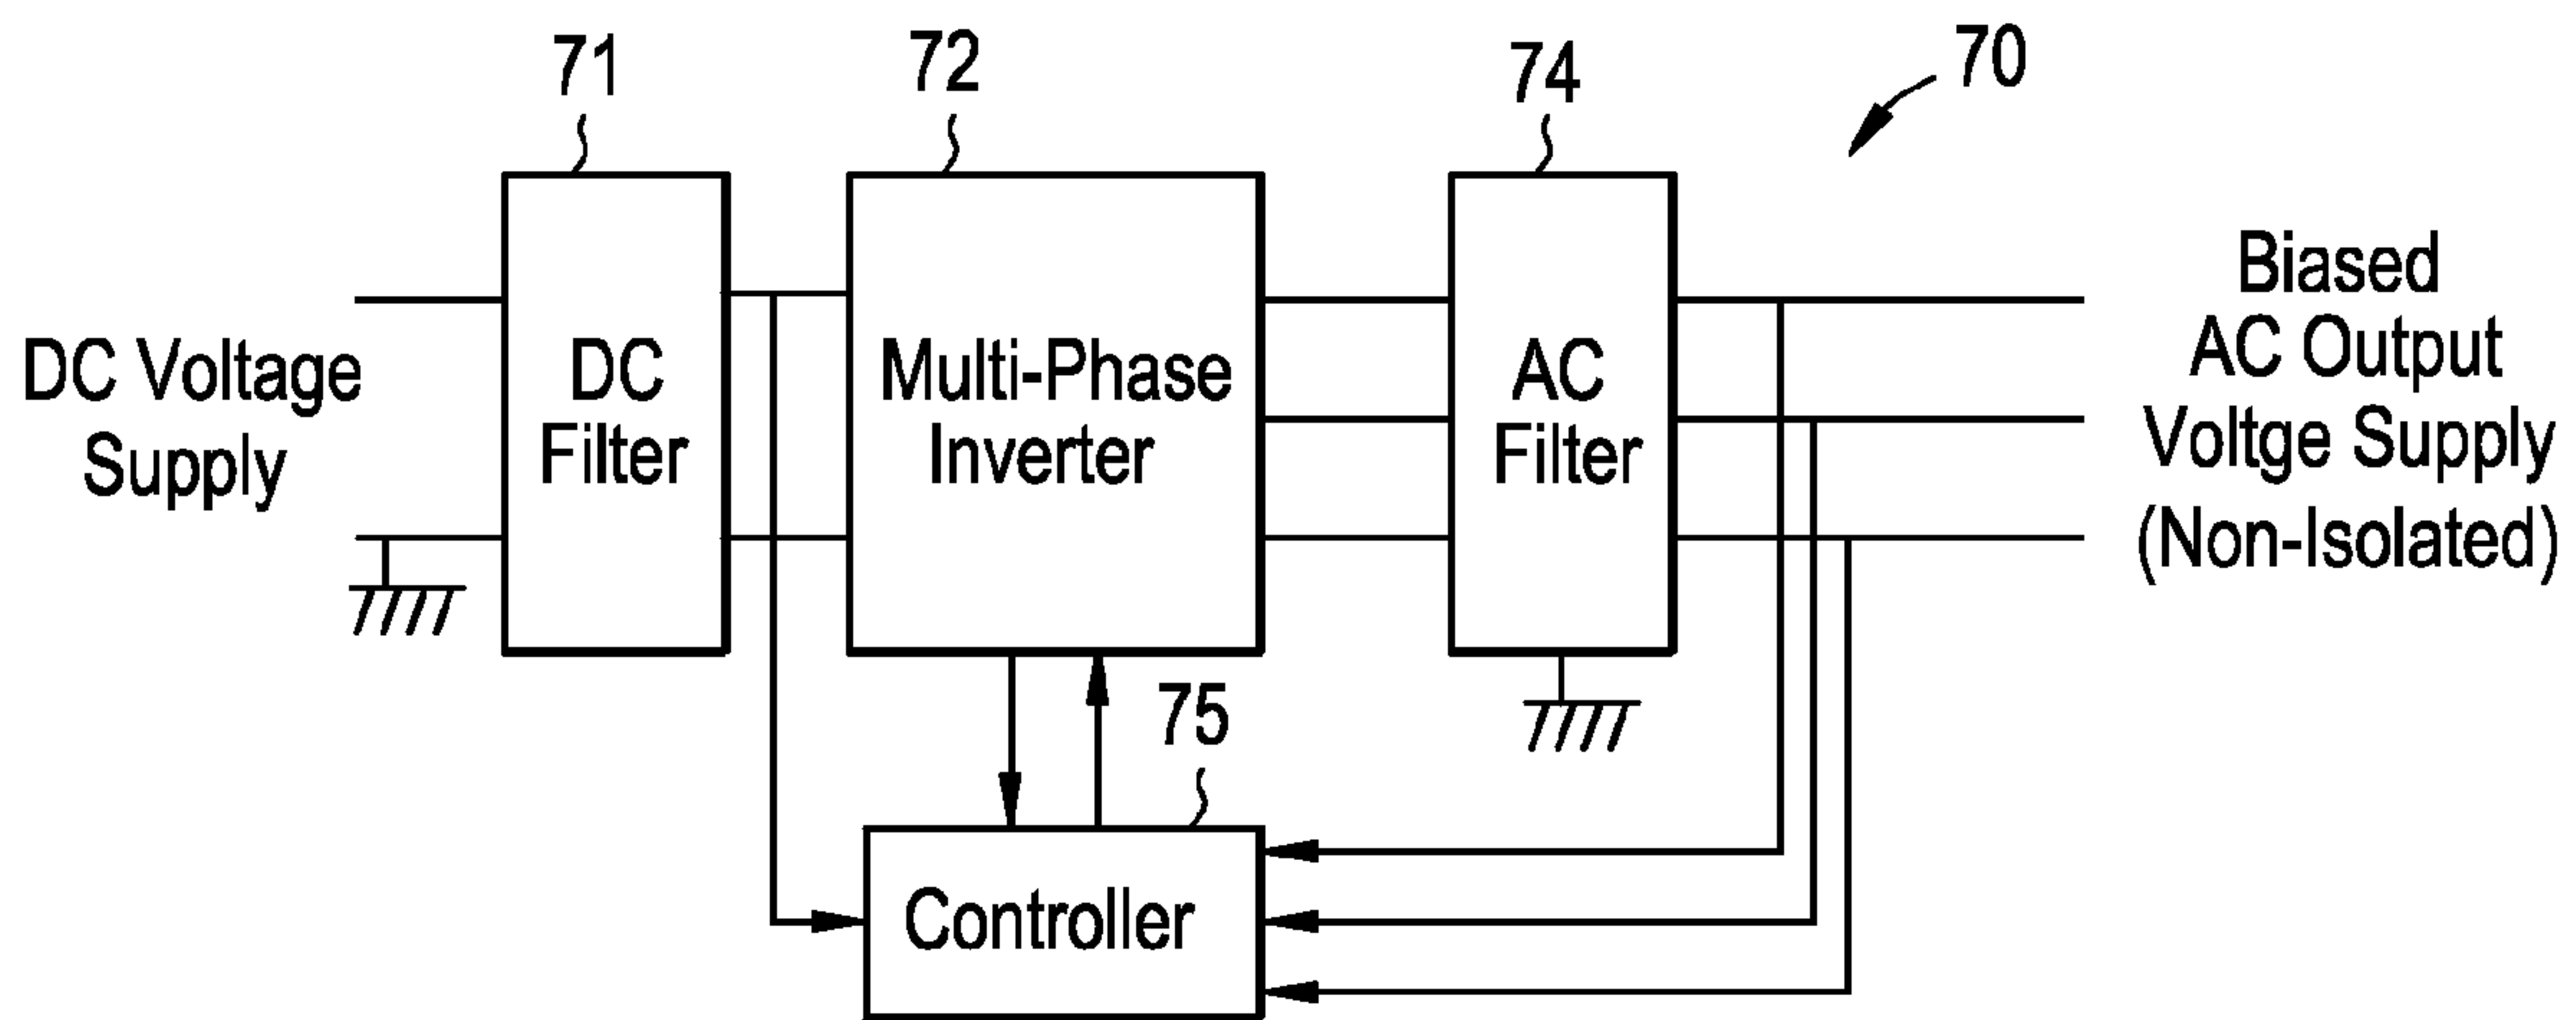 71
72
74
70
DC Voltage
Supply
DC
Filter
Multi-Phase
Inverter
AC
Filter
Biased
AC Output
Voltge Supply
(Non-Isolated)
75
Controller